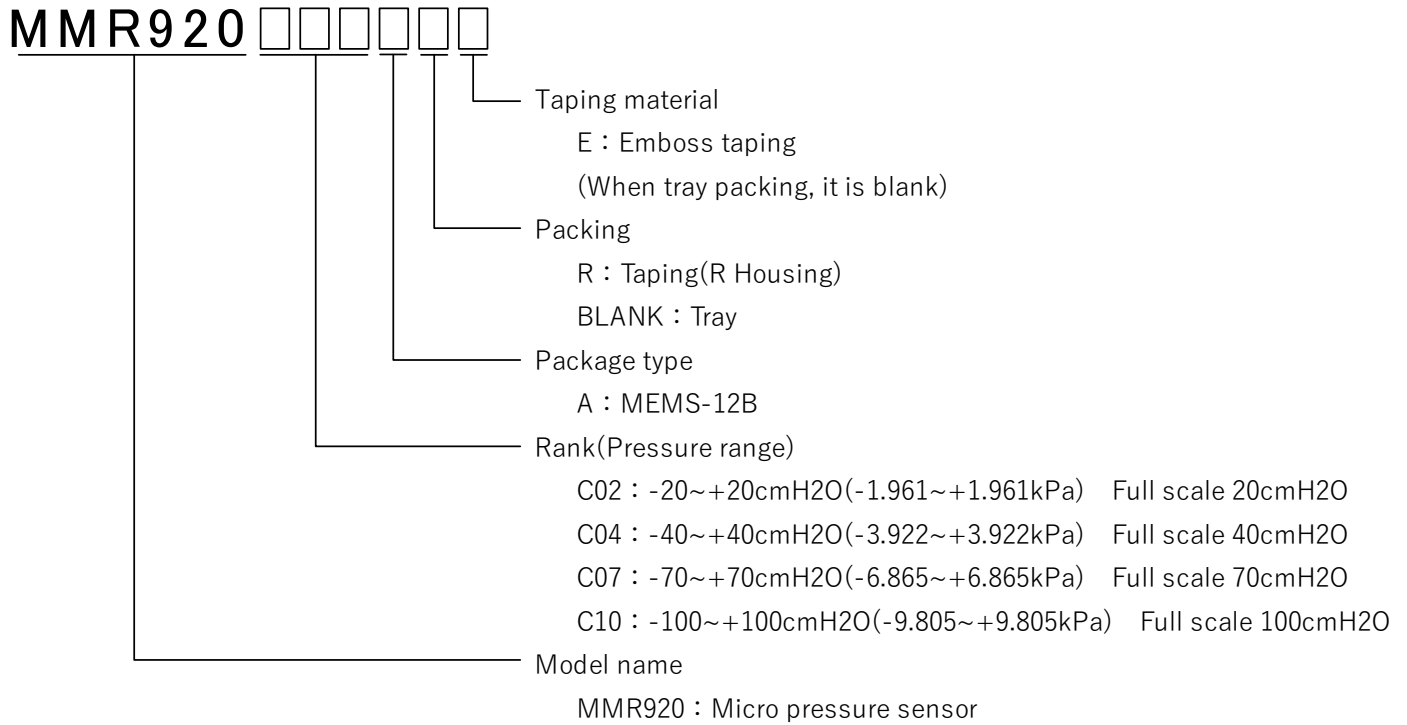 MMR920□□□□□□
Taping material
E：Emboss taping
(When tray packing, it is blank)
Packing
R：Taping(R Housing)
BLANK：Tray
Package type
A：MEMS-12B
Rank(Pressure range)
C02：-20~+20cmH2O(-1.961~+1.961kPa)　Full scale 20cmH2O
C04：-40~+40cmH2O(-3.922~+3.922kPa)　Full scale 40cmH2O
C07：-70~+70cmH2O(-6.865~+6.865kPa)　Full scale 70cmH2O
C10：-100~+100cmH2O(-9.805~+9.805kPa)　Full scale 100cmH2O
Model name
MMR920：Micro pressure sensor